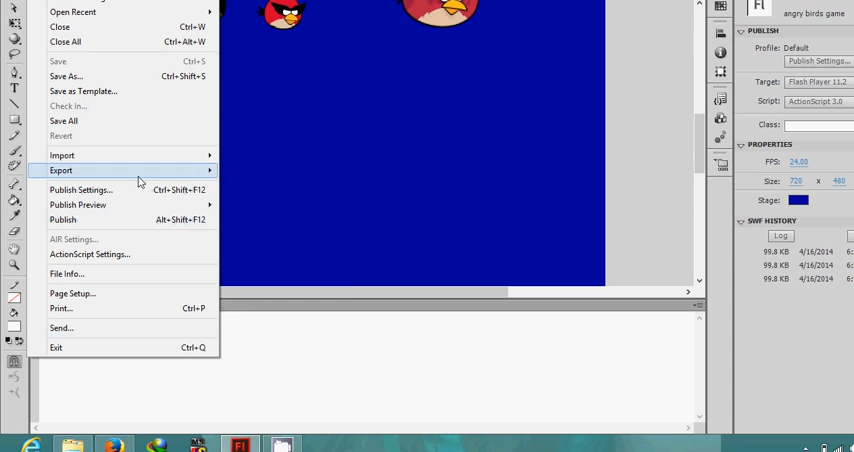 Open Recent
Close Ctrl+W
Close All Ctrl+Alt+W
Save Ctrl+S
Save As... Ctrl+Shift+S
Save as Template...
Check In...
Save All
Revert
Import
Export
Publish Settings... Ctrl+Shift+F12
Publish Preview
Publish Alt+Shift+F12
AIR Settings...
ActionScript Settings...
File Info...
Page Setup...
Print... Ctrl+P
Send...
Exit Ctrl+Q
T
Fl
Fl
angry birds game
PUBLISH
Profile: Default
Publish Settings...
Target: Flash Player 11.2
Script: ActionScript 3.0
Class:
PROPERTIES
FPS: 24.00
Size: 720 x 480
Stage:
SWF HISTORY
Log
99.8 KB 4/16/2014 6:
99.8 KB 4/16/2014 6:
99.8 KB 4/16/2014 6: